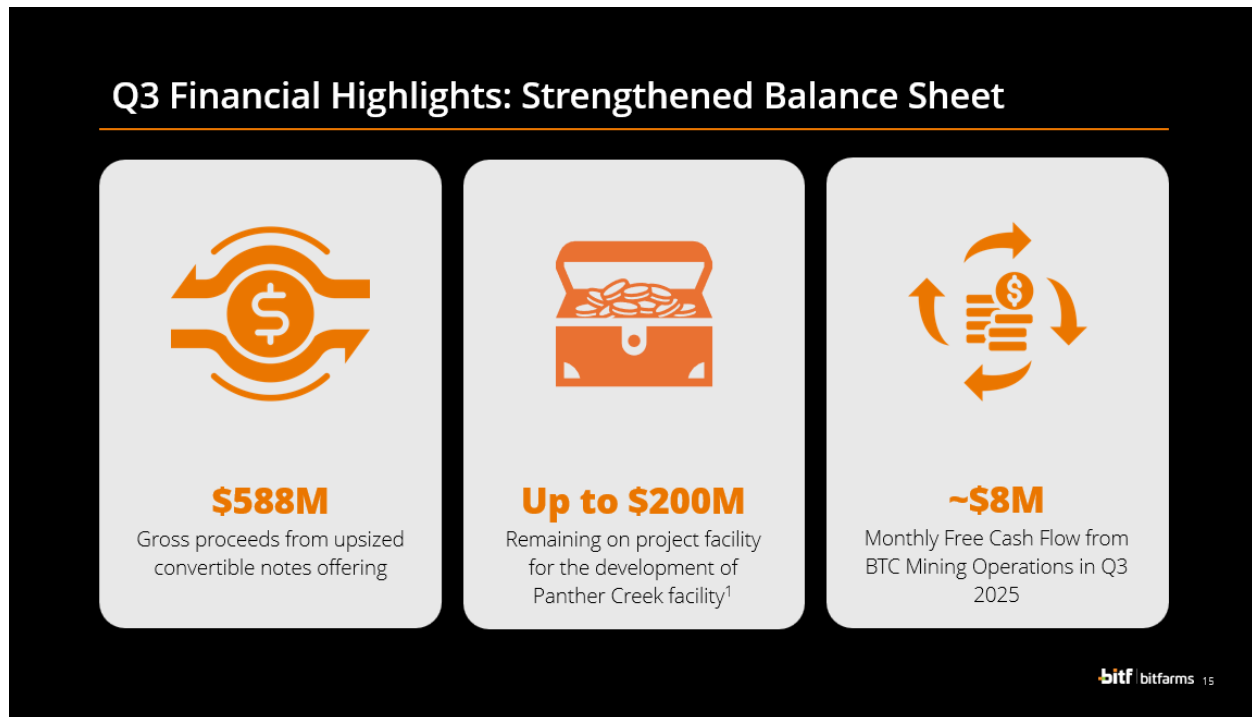 Q3 Financial Highlights: Strengthened Balance Sheet
$
$588M
Gross proceeds from upsized
convertible notes offering
Up to $200M
Remaining on project facility
for the development of
Panther Creek facility¹
$
~$8M
Monthly Free Cash Flow from
BTC Mining Operations in Q3
2025
bitf bitfarms 15